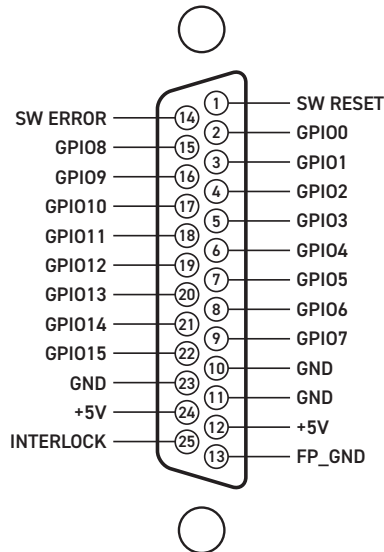 SW ERROR 14
GPIO8 15
GPIO9 16
GPIO10 17
GPIO11 18
GPIO12 19
GPIO13 20
GPIO14 21
GPIO15 22
GND 23
+5V 24
INTERLOCK 25
1 SW RESET
2 GPIO0
3 GPIO1
4 GPIO2
5 GPIO3
6 GPIO4
7 GPIO5
8 GPIO6
9 GPIO7
10 GND
11 GND
12 +5V
13 FP_GND